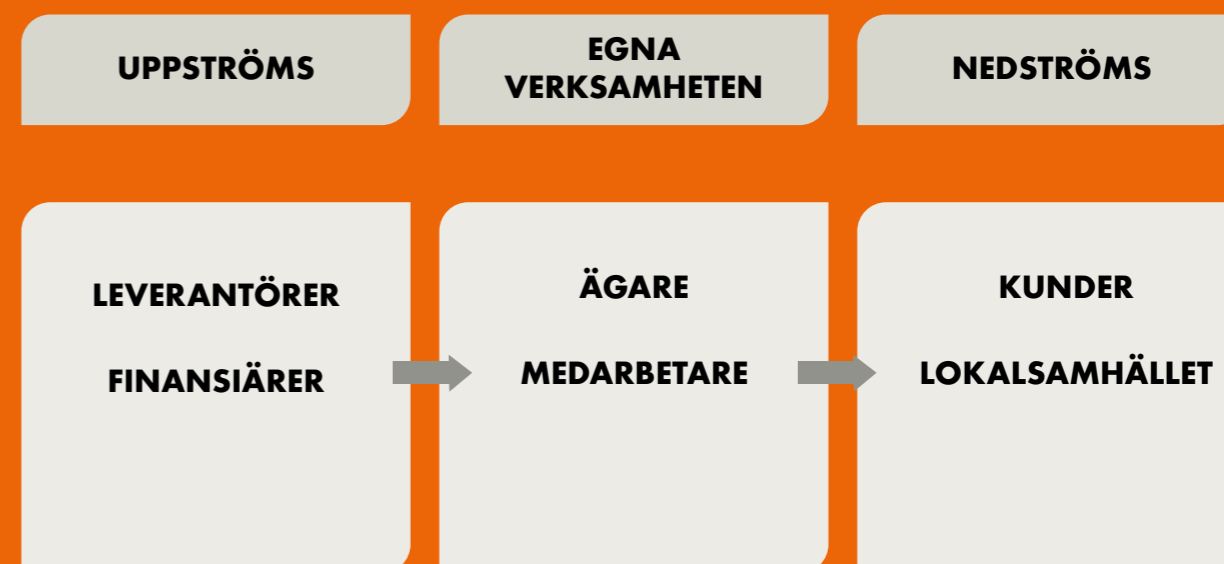 UPPSTRÖMS
EGNA
VERKSAMHETEN
NEDSTRÖMS
LEVERANTÖRER
FINANSIÄRER
ÄGARE
MEDARBETARE
KUNDER
LOKALSAMHÄLLET